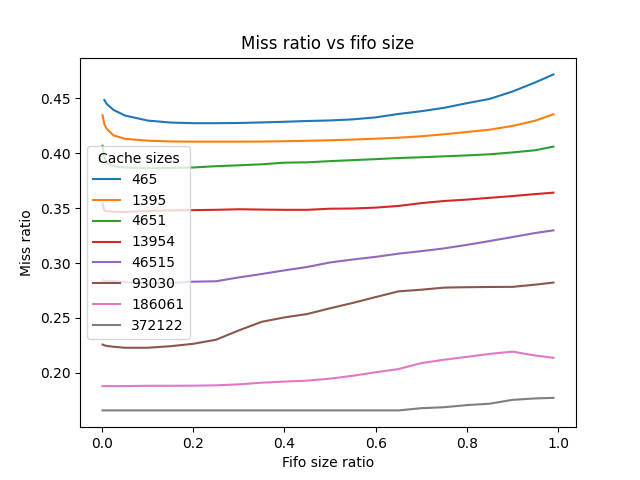 Miss ratio vs fifo size
Miss ratio
0.45
0.40
0.35
0.30
0.25
0.20
Cache sizes
465
1395
4651
13954
46515
93030
186061
372122
0.0 0.2 0.4 0.6 0.8 1.0
Fifo size ratio